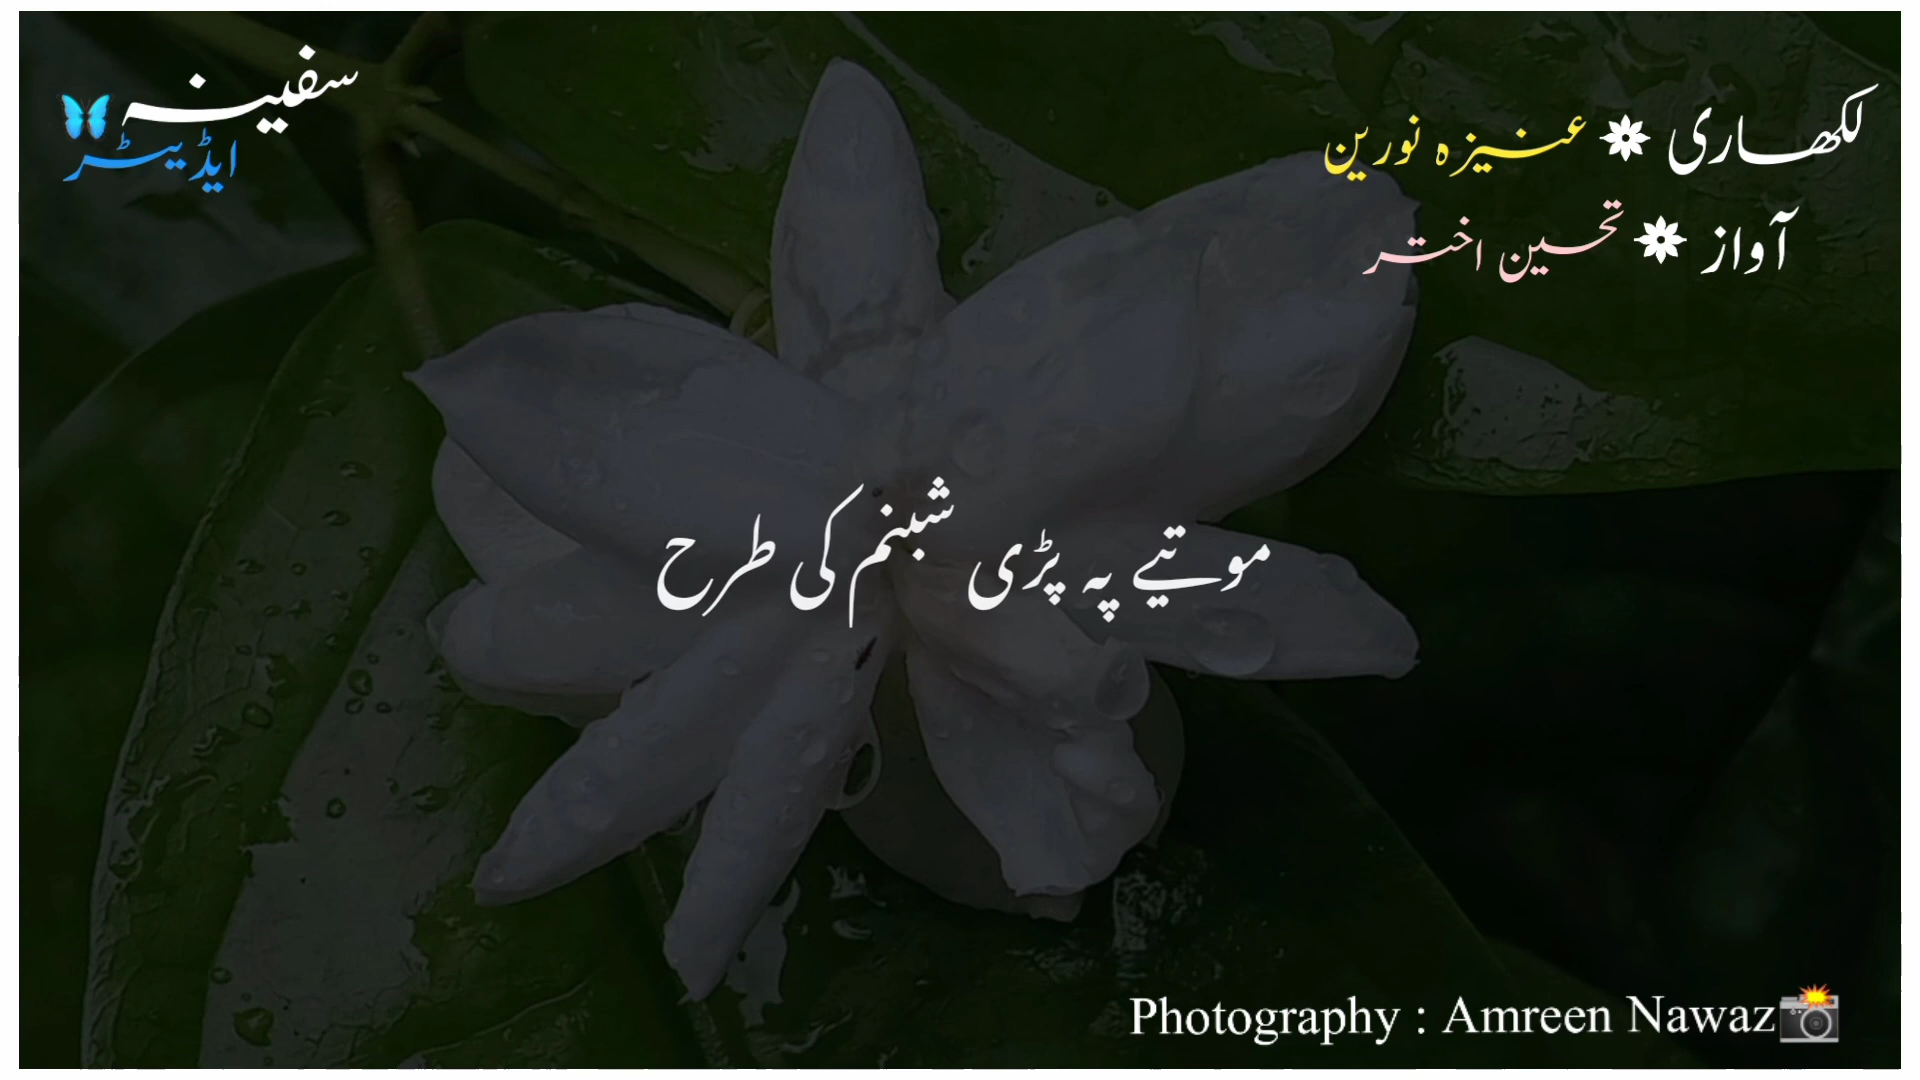 سفینہ
ایڈیٹر
لکھاری عنیزہ نورین
آواز تحسین اختر
موتیے پہ پڑی شبنم کی طرح
Photography : Amreen Nawaz